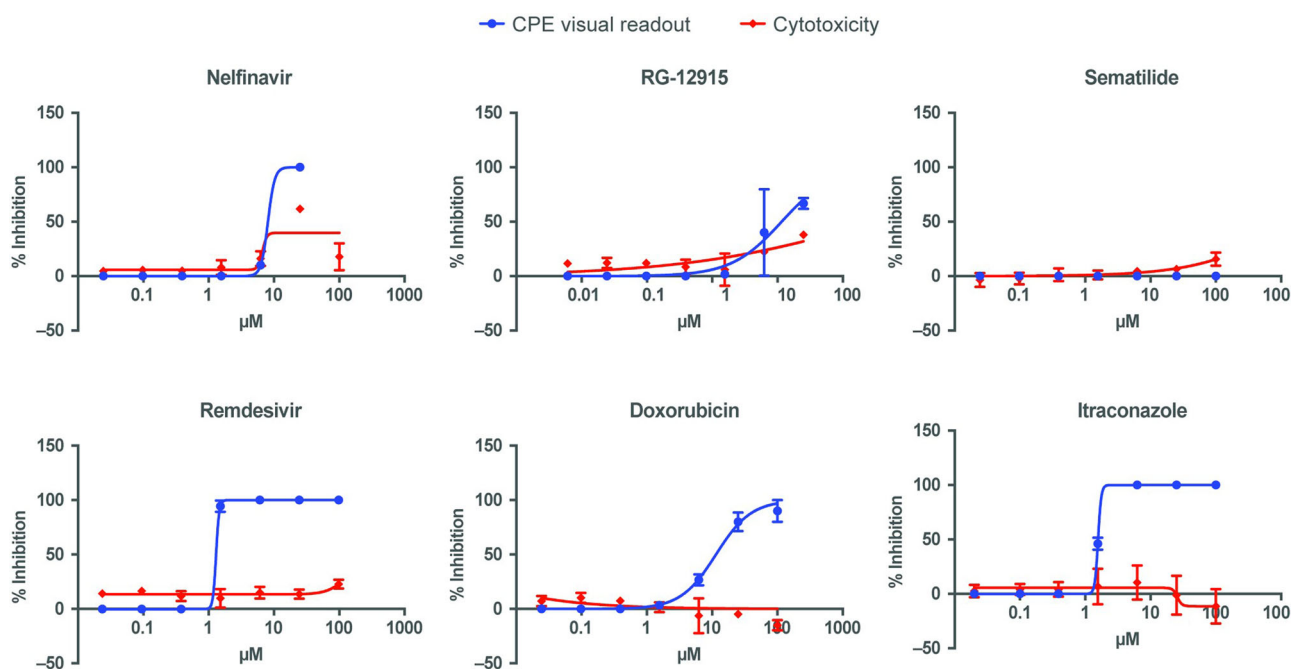 CPE visual readout Cytotoxicity
Nelfinavir RG-12915 Sematilide
150 150 150
100 100 100
50 50 50
0 0 0
–50 –50 –50
% Inhibition % Inhibition % Inhibition
0.1 1 10 100 1000 0.01 0.1 1 10 100 0.1 1 10 100 100
µM µM µM
Remdesivir Doxorubicin Itraconazole
150 150 150
100 100 100
50 50 50
0 0 0
–50 –50 –50
% Inhibition % Inhibition % Inhibition
0.1 1 10 100 1000 0.1 1 10 100 1000 0.1 1 10 100 100
µM µM µM